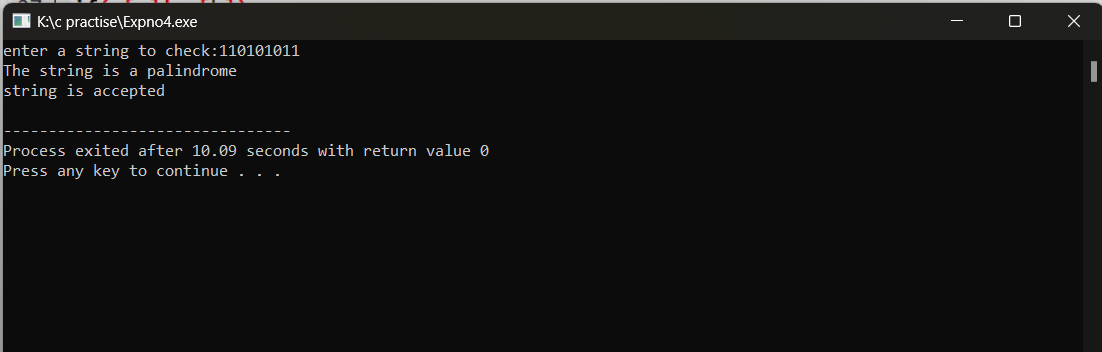 K:\c practise\Expno4.exe
enter a string to check:110101011
The string is a palindrome
string is accepted
--------------------------------
Process exited after 10.09 seconds with return value 0
Press any key to continue . . .